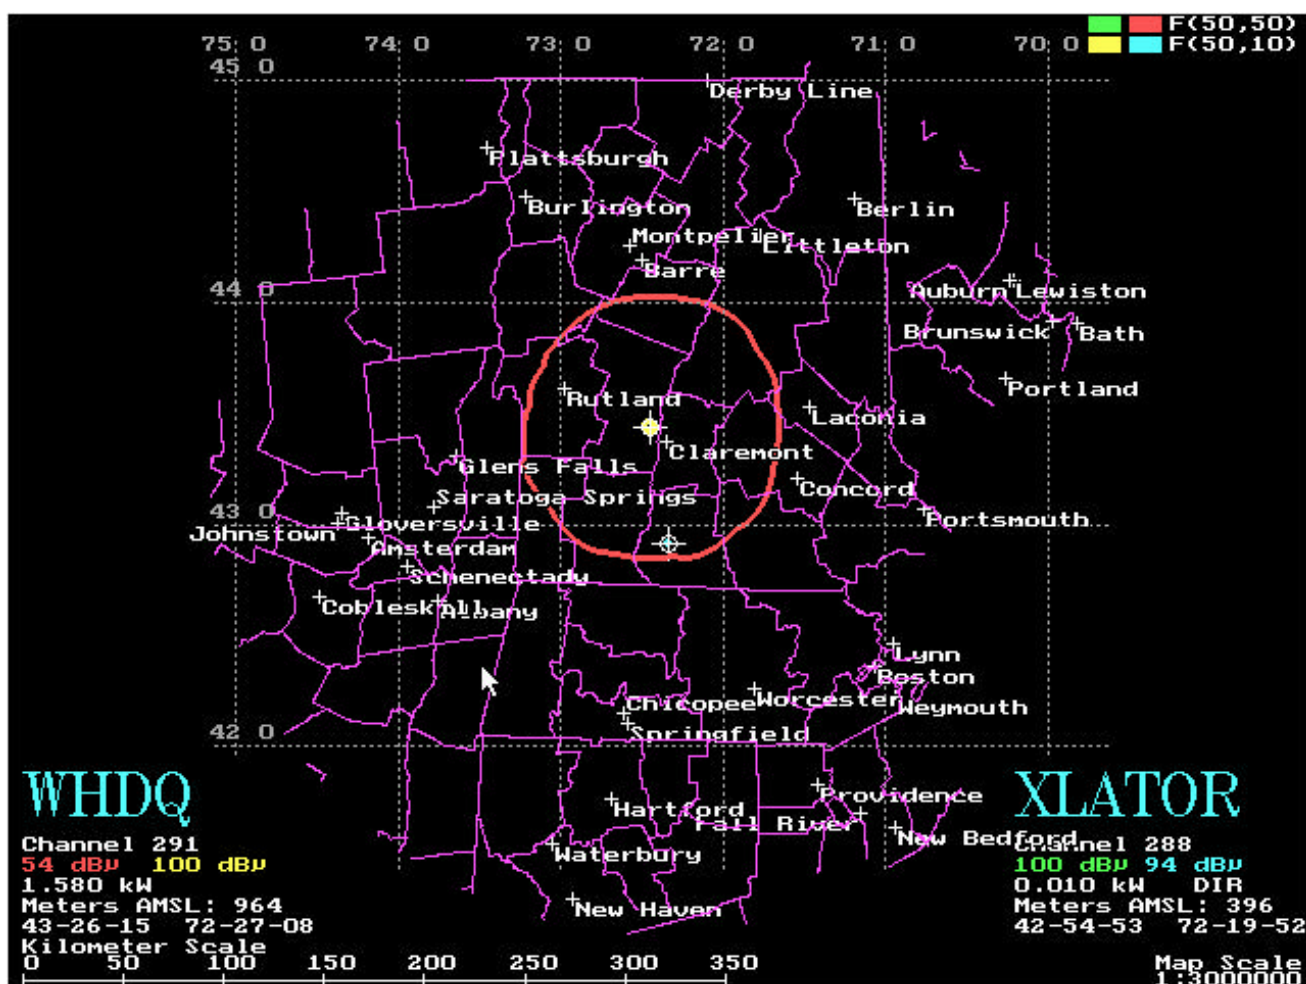 F(50,50)
75 0 74 0 73 0 72 0 71 0 70 0
F(50,10)
45 0
Derby Line
Plattsburgh
Burlington
Berlin
Montpelier
Littleton
Barre
44 0
Auburn Lewiston
Brunswick
Bath
Portland
Rutland
Laconia
Claremont
Glens Falls
Concord
Saratoga Springs
43 0
Gloversville
Portsmouth
Johnstown
Amsterdam
Schenectady
Cobleskill
Albany
Lynn
Boston
Chicopee
Worcester
Weymouth
Springfield
42 0
WHDQ
XLATOR
Providence
Hartford
Fall River
New Bedford
Channel 291
Channel 288
Waterbury
54 dBµ 100 dBµ
100 dBµ 94 dBµ
1.580 kW
0.010 kW DIR
Meters AMSL: 964
Meters AMSL: 396
New Haven
43-26-15 72-27-08
42-54-53 72-19-52
Kilometer Scale
0 50 100 150 200 250 300 350
Map Scale
1:3000000